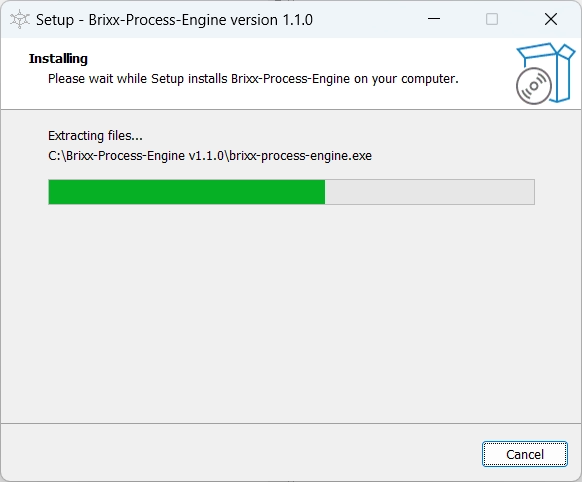 Setup - Brixx-Process-Engine version 1.1.0
Installing
Please wait while Setup installs Brixx-Process-Engine on your computer.
Extracting files...
C:\Brixx-Process-Engine v1.1.0\brixx-process-engine.exe
Cancel